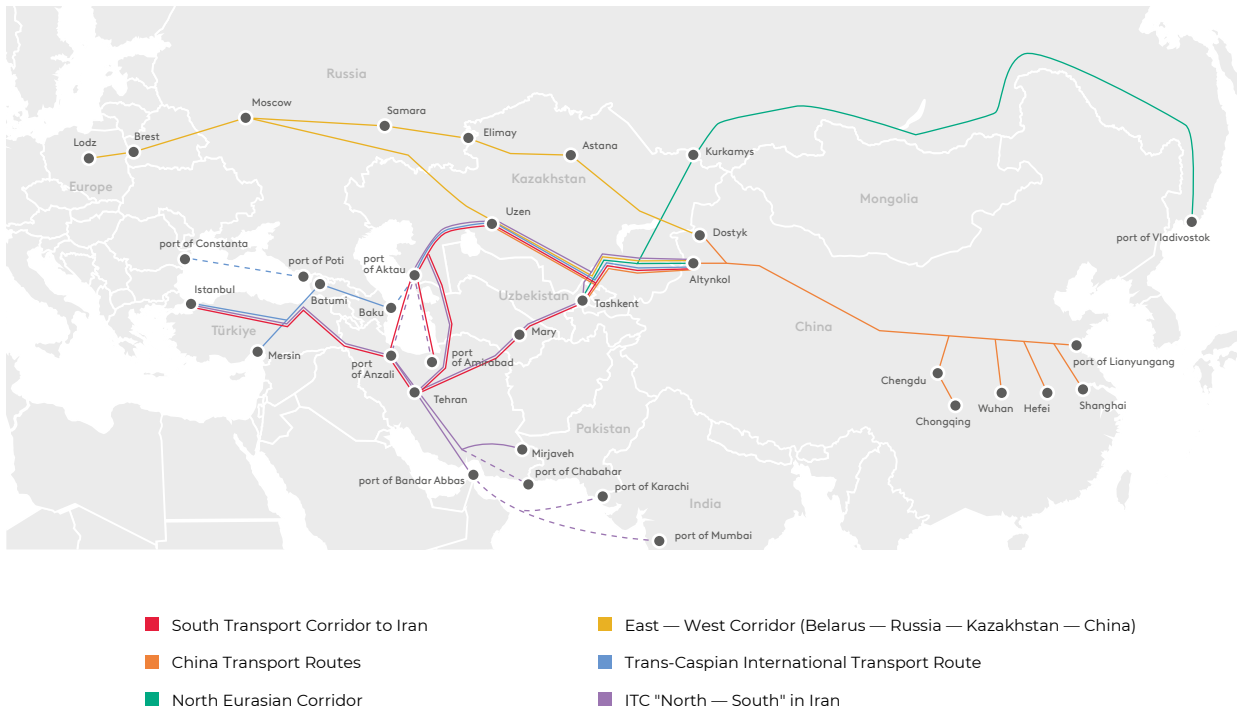 Russia
Moscow
Samara
Elimay
Astana
Kurkamys
Lodz
Brest
Europe
Kazakhstan
Mongolia
Uzen
Dostyk
port of Vladivostok
port of Constanta
port of Poti
port
of Aktau
Altynkol
Istanbul
Batumi
Baku
Uzbekistan
Tashkent
Türkiye
Mersin
port
of Anzali
port
of Amirabad
Mary
China
port of Lianyungang
Tehran
Chengdu
Chongqing
Wuhan
Hefei
Shanghai
Pakistan
Mirjaveh
port of Bandar Abbas
port of Chabahar
port of Karachi
India
port of Mumbai
South Transport Corridor to Iran
China Transport Routes
North Eurasian Corridor
East — West Corridor (Belarus — Russia — Kazakhstan — China)
Trans-Caspian International Transport Route
ITC "North — South" in Iran